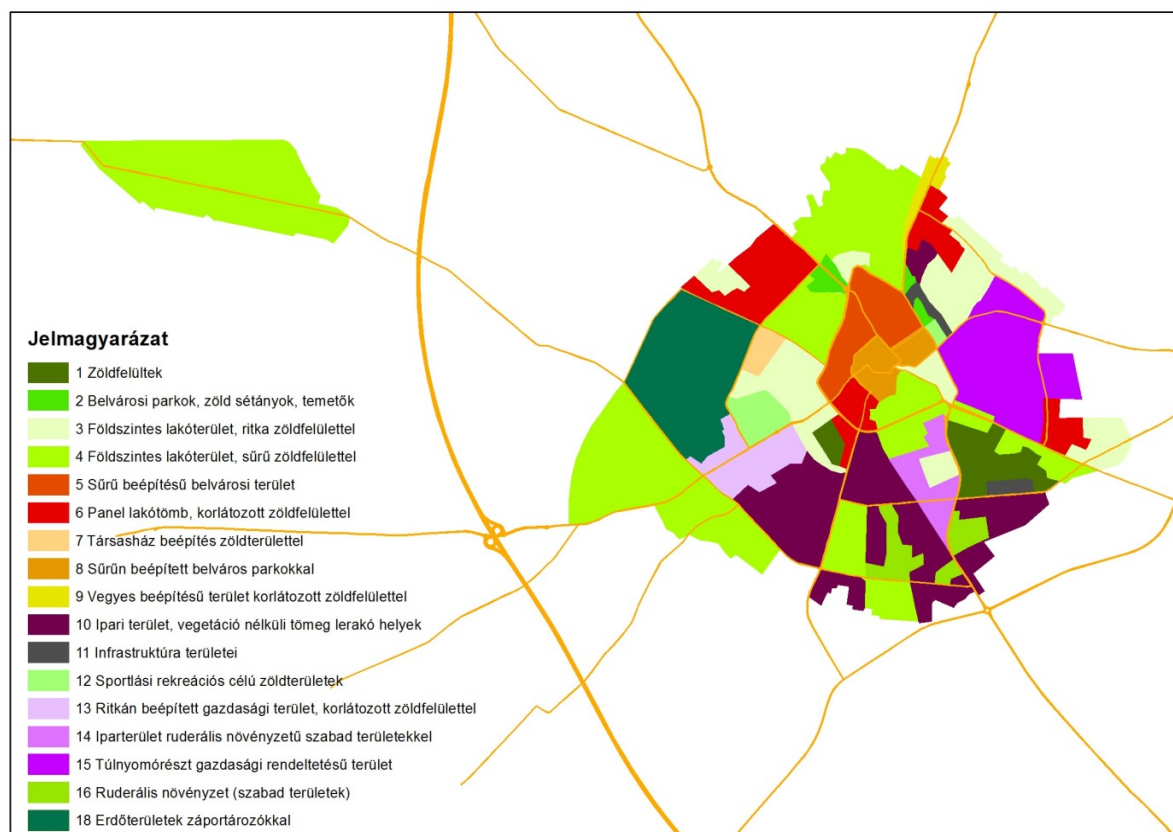 Jelmagyarázat
1 Zöldfelültek
2 Belvárosi parkok, zöld sétányok, temetők
3 Földszintes lakóterület, ritka zöldfelülettel
4 Földszintes lakóterület, sűrű zöldfelülettel
5 Sűrű beépítésű belvárosi terület
6 Panel lakótömb, korlátozott zöldfelülettel
7 Társasház beépítés zöldterülettel
8 Sűrűn beépített belváros parkokkal
9 Vegyes beépítésű terület korlátozott zöldfelülettel
10 Ipari terület, vegetáció nélküli tömeg lerakó helyek
11 Infrastruktúra területei
12 Sportlási rekreációs célú zöldterületek
13 Ritkán beépített gazdasági terület, korlátozott zöldfelülettel
14 Iparterület ruderális növényzetű szabad területekkel
15 Túlnyomórészt gazdasági rendeltetésű terület
16 Ruderális növényzet (szabad területek)
18 Erdőterületek záportározókkal